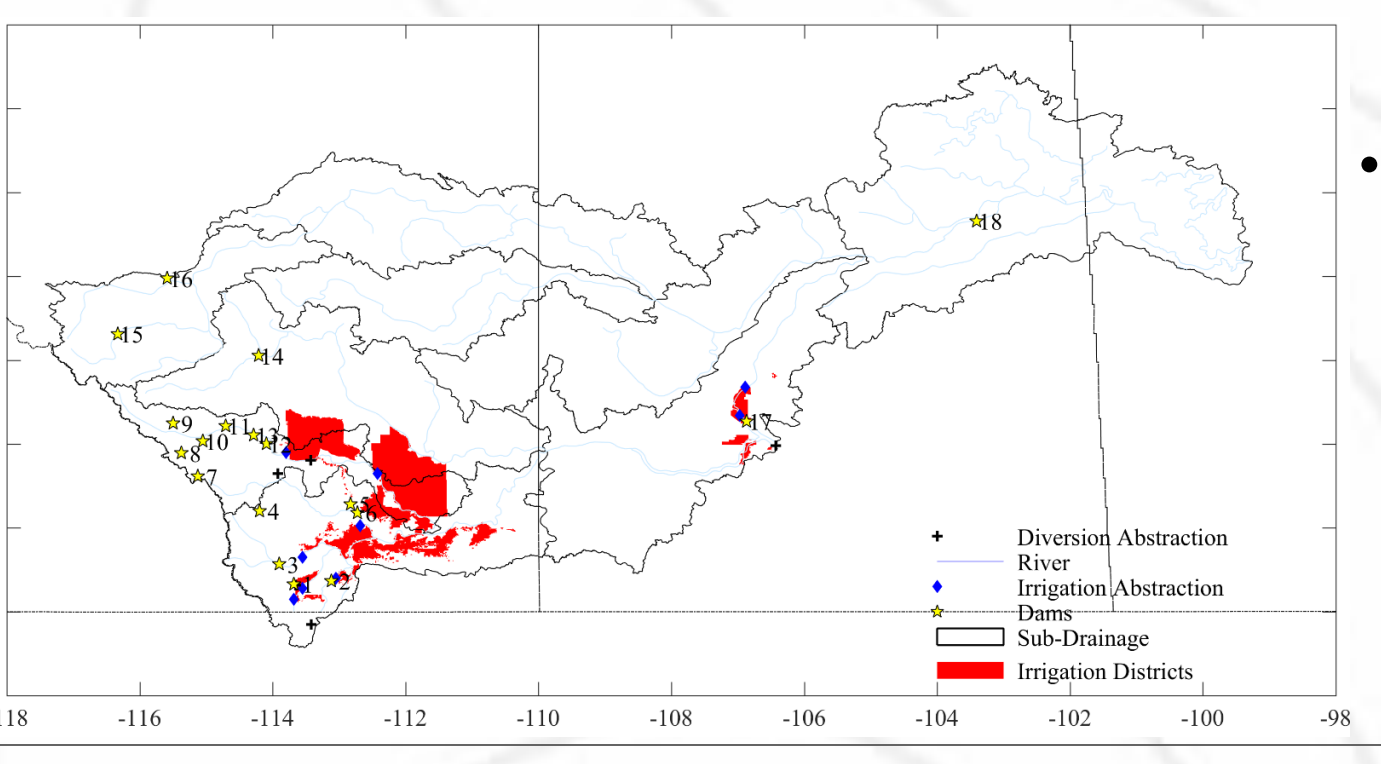 18
16
15
14
9
11
13
10
12
8
7
17
5
4
6
3
1
2
Diversion Abstraction
River
Irrigation Abstraction
Dams
Sub-Drainage
Irrigation Districts
18 -116 -114 -112 -110 -108 -106 -104 -102 -100 -98
•